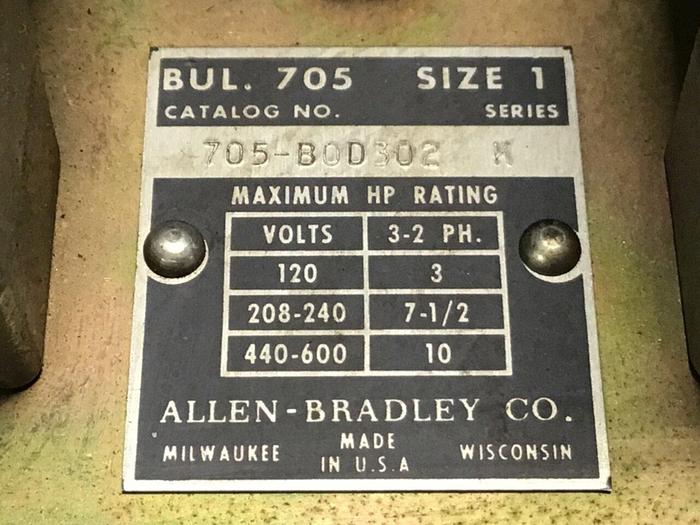 BUL. 705 SIZE 1
CATALOG NO. SERIES
705-B0D302 K
MAXIMUM HP RATING
VOLTS 3-2 PH.
120 3
208-240 7-1/2
440-600 10
ALLEN-BRADLEY CO.
MILWAUKEE MADE IN U.S.A WISCONSIN